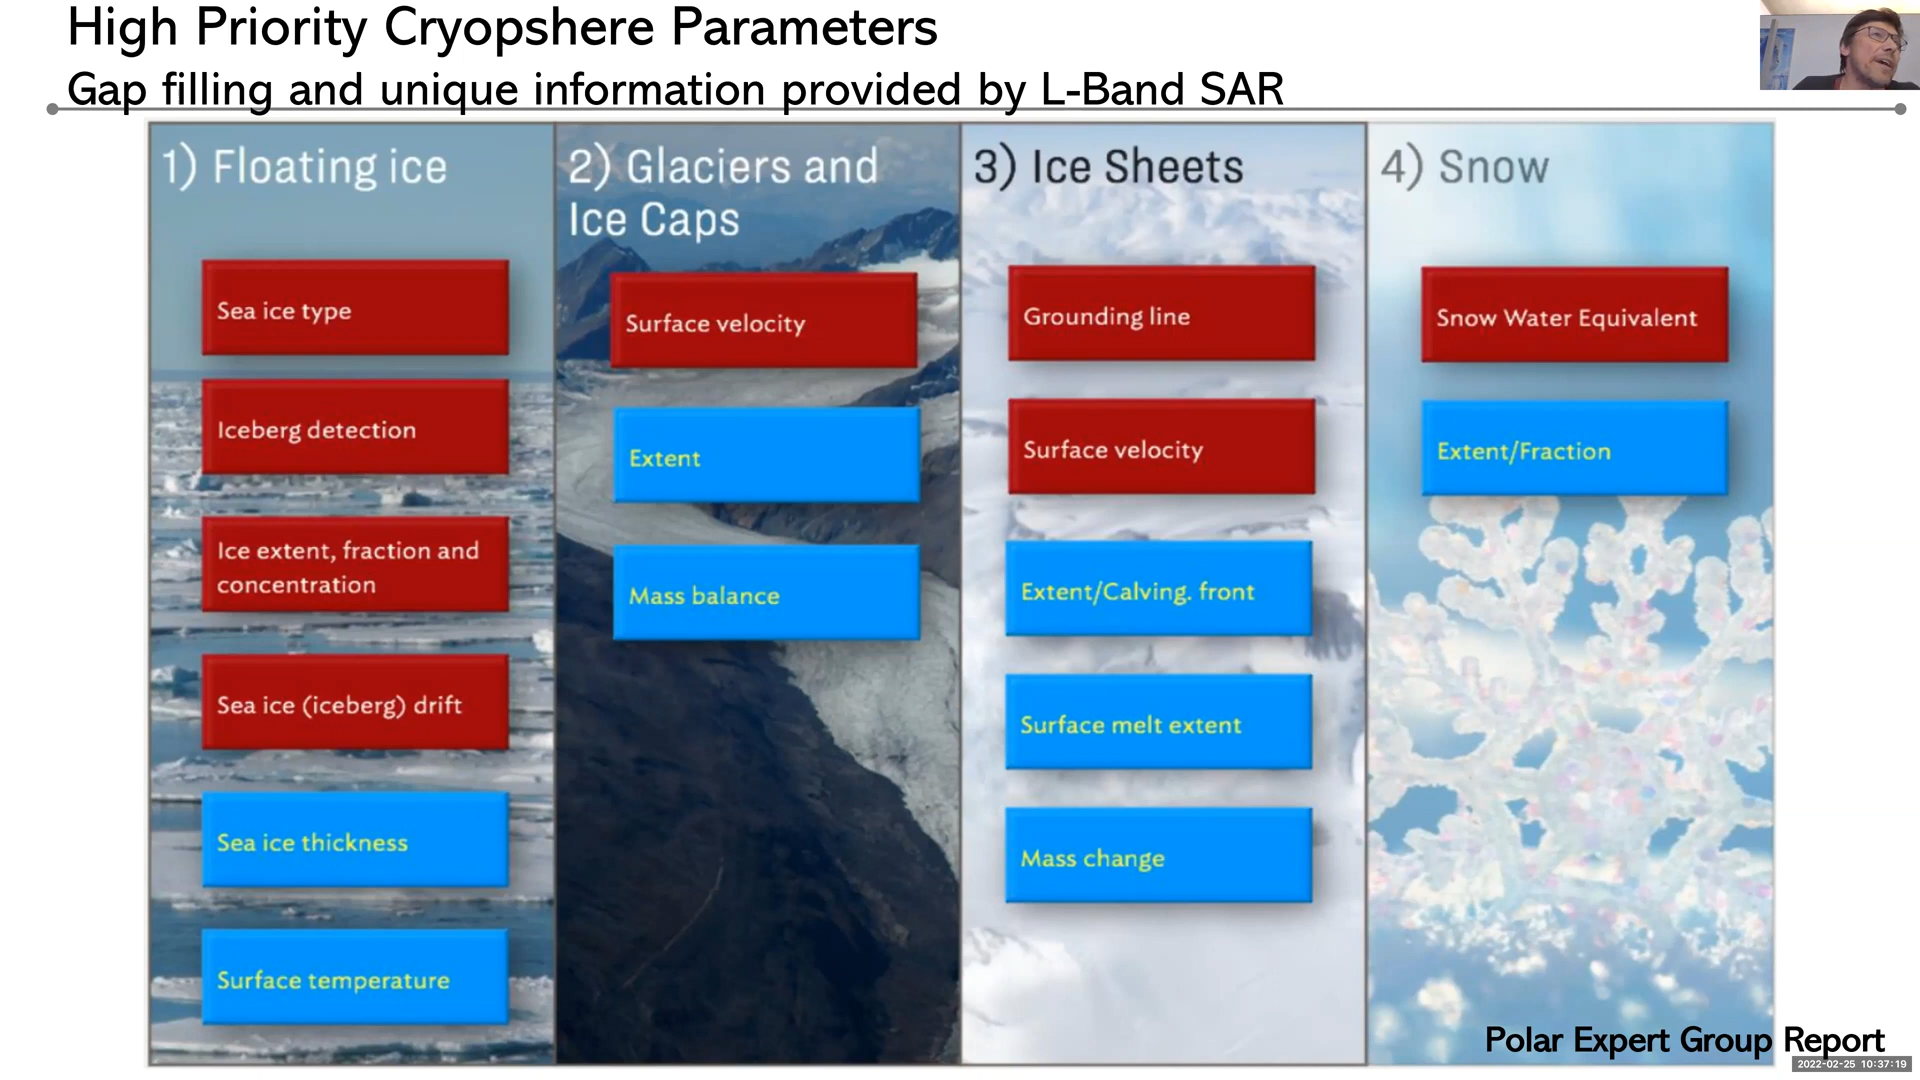 High Priority Cryopshere Parameters
Gap filling and unique information provided by L-Band SAR
1) Floating ice
Sea ice type
Iceberg detection
Ice extent, fraction and
concentration
Sea ice (iceberg) drift
Sea ice thickness
Surface temperature
2) Glaciers and
Ice Caps
Surface velocity
Extent
Mass balance
3) Ice Sheets
Grounding line
Surface velocity
Extent/Calving. front
Surface melt extent
Mass change
4) Snow
Snow Water Equivalent
Extent/Fraction
Polar Expert Group Report
2022-02-25 10:37:19